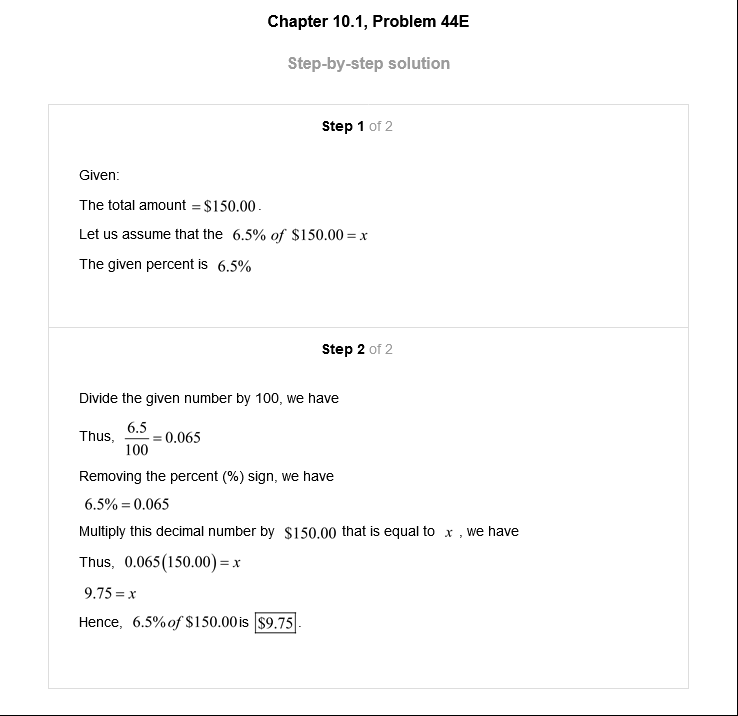 Chapter 10.1, Problem 44E
Step-by-step solution
Step 1 of 2
Given:
The total amount = $150.00.
Let us assume that the 6.5% of $150.00 = x
The given percent is 6.5%
Step 2 of 2
Divide the given number by 100, we have
Thus, 6.5/100 = 0.065
Removing the percent (%) sign, we have
6.5% = 0.065
Multiply this decimal number by $150.00 that is equal to x , we have
Thus, 0.065(150.00) = x
9.75 = x
Hence, 6.5% of $150.00 is $9.75.